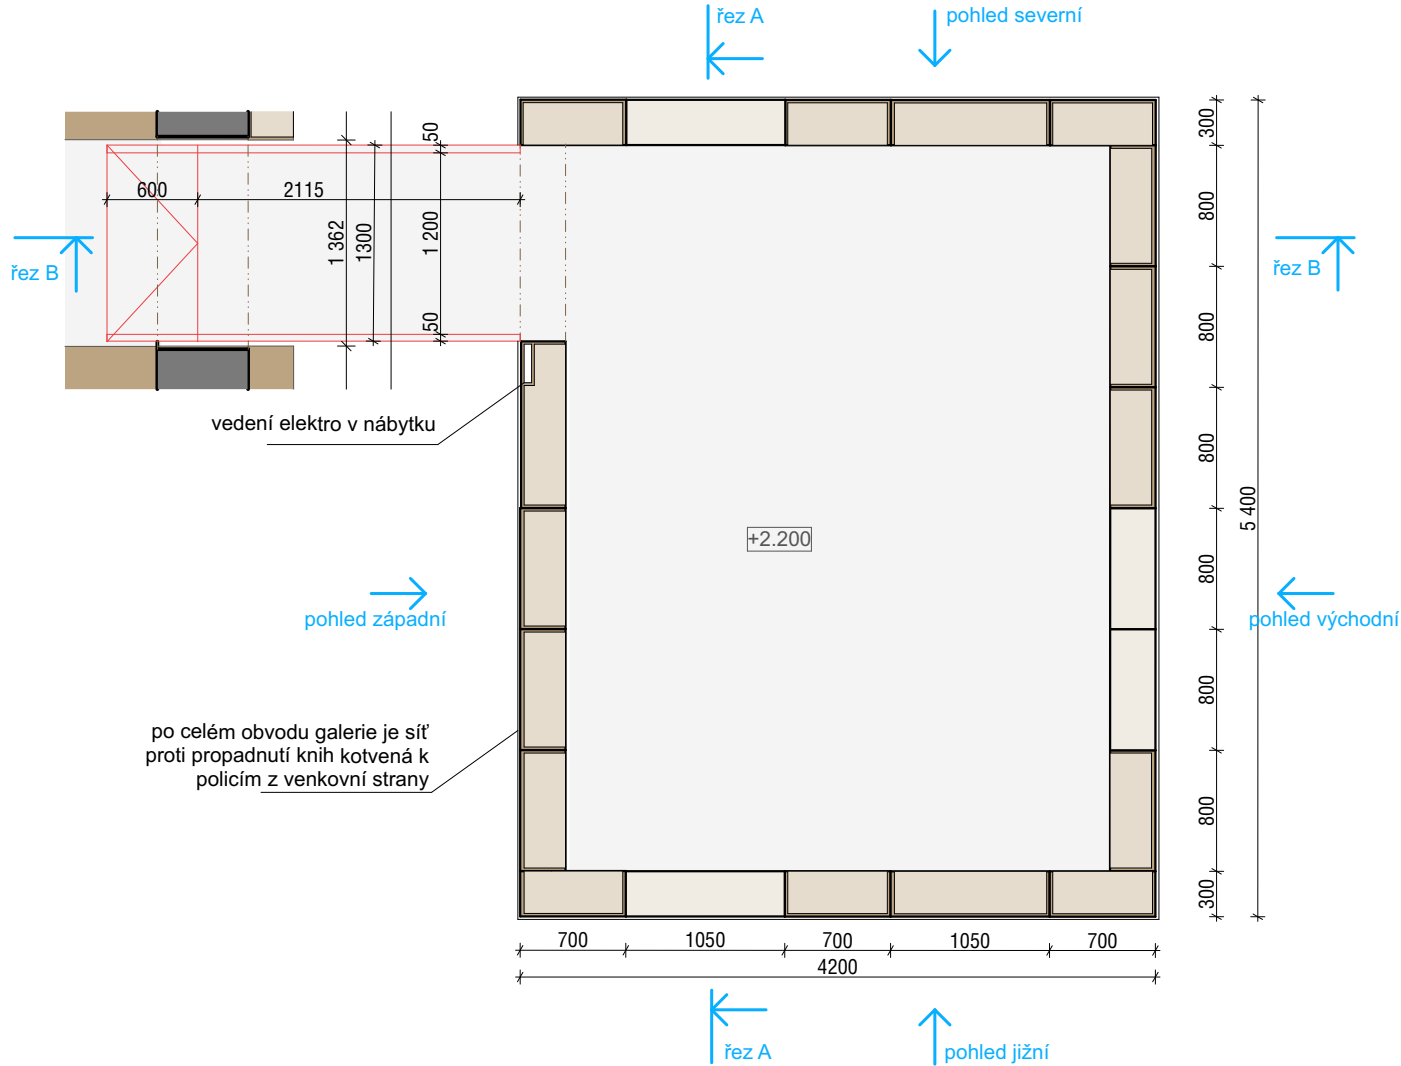 řez A
pohled severní
50
300
600
2115
1 362
1300
1 200
800
řez B
řez B
50
800
vedení elektro v nábytku
800
5 400
+2.200
800
pohled západní
pohled východní
800
po celém obvodu galerie je síť
proti propadnutí knih kotvená k
policím z venkovní strany
800
300
700
1050
700
1050
700
4200
řez A
pohled jižní